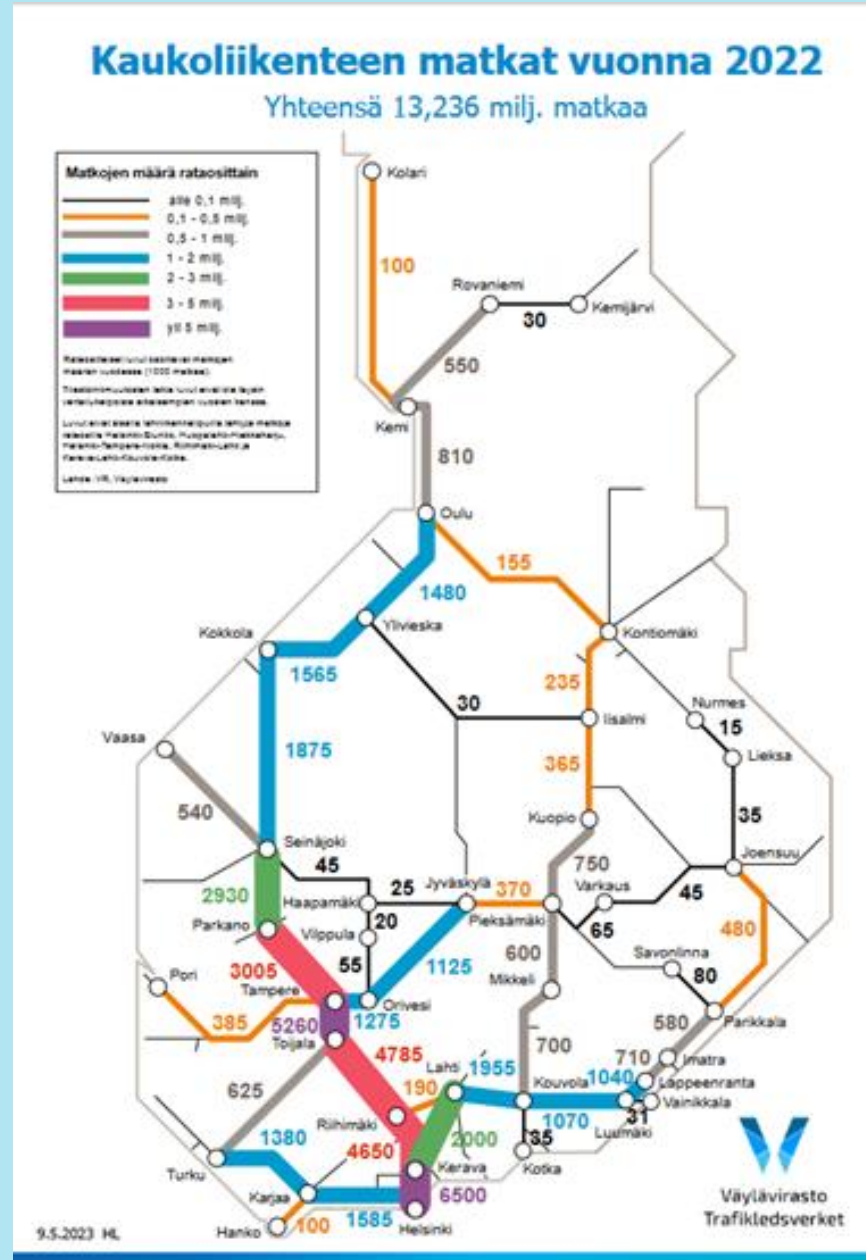 Kaukoliikenteen matkat vuonna 2022
Yhteensä 13,236 milj. matkaa
Matkojen määrä rataosittain
alle 0,1 milj.
0,1 - 0,5 milj.
0,5 - 1 milj.
1 - 2 milj.
2 - 3 milj.
3 - 5 milj.
yli 5 milj.
Lähde: VR, Väylävirasto
Kolari
100
Rovaniemi
30
Kemijärvi
550
Kemi
810
Oulu
155
1480
Kokkola
Ylivieska
Kontiomäki
1565
235
30
Nurmes
15
Iisalmi
Vaasa
1875
365
Lieksa
540
Kuopio
35
Seinäjoki
45
750
Joensuu
2930
25
Jyväskylä
370
Varkaus
45
Haapamäki
20
Pieksämäki
65
480
Parkano
Vilppula
600
Savonlinna
3005
55
1125
80
Pori
Mikkeli
Tampere
Orivesi
385
5260
1275
580
Parikkala
Toijala
700
4785
Lahti
1955
710
Imatra
625
190
Kouvola
1040
Lappeenranta
Riihimäki
1070
31
Vainikkala
Luumäki
1380
4650
2000
35
Turku
Kerava
Kotka
Karjaa
6500
Hanko
100
1585
Helsinki
Väylävirasto
Trafikledsverket
9.5.2023 HL